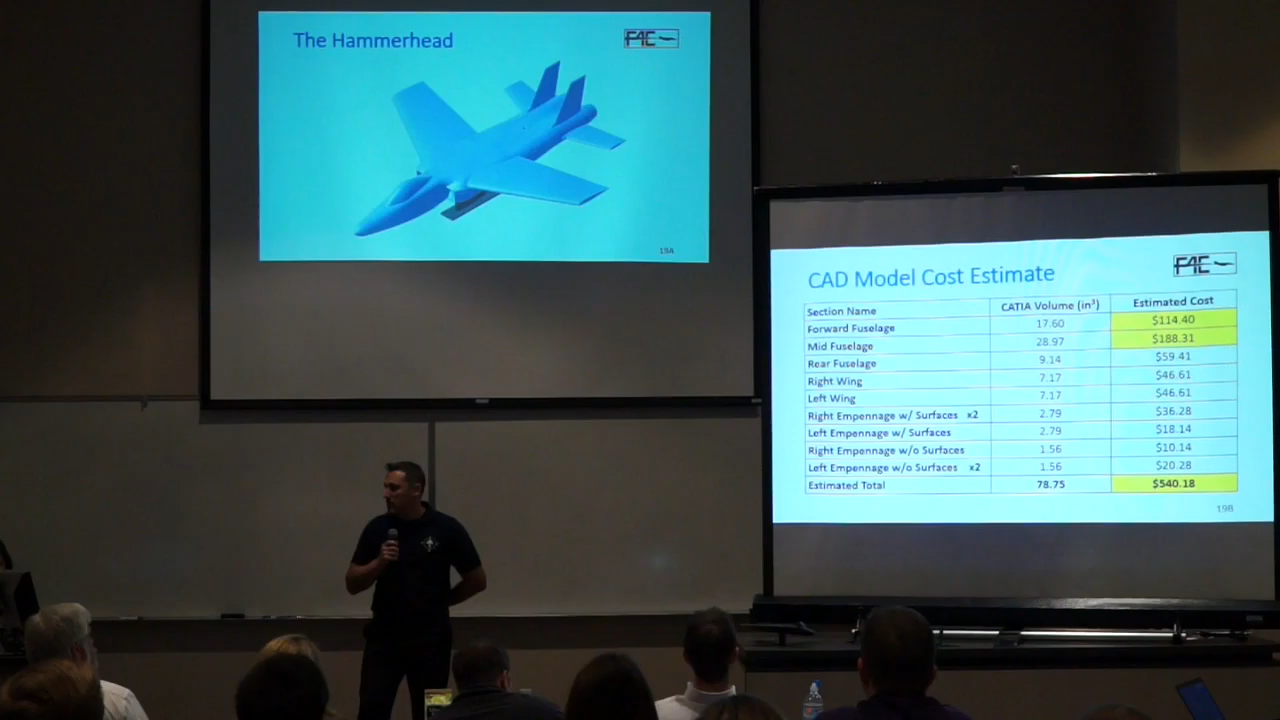 The Hammerhead
F4C
19A
CAD Model Cost Estimate
F4C
Section Name CATIA Volume (in³) Estimated Cost
Forward Fuselage 17.60 $114.40
Mid Fuselage 28.97 $188.31
Rear Fuselage 9.14 $59.41
Right Wing 7.17 $46.61
Left Wing 7.17 $46.61
Right Empennage w/ Surfaces x2 2.79 $36.28
Left Empennage w/ Surfaces 2.79 $18.14
Right Empennage w/o Surfaces 1.56 $10.14
Left Empennage w/o Surfaces x2 1.56 $20.28
Estimated Total 78.75 $540.18
19B